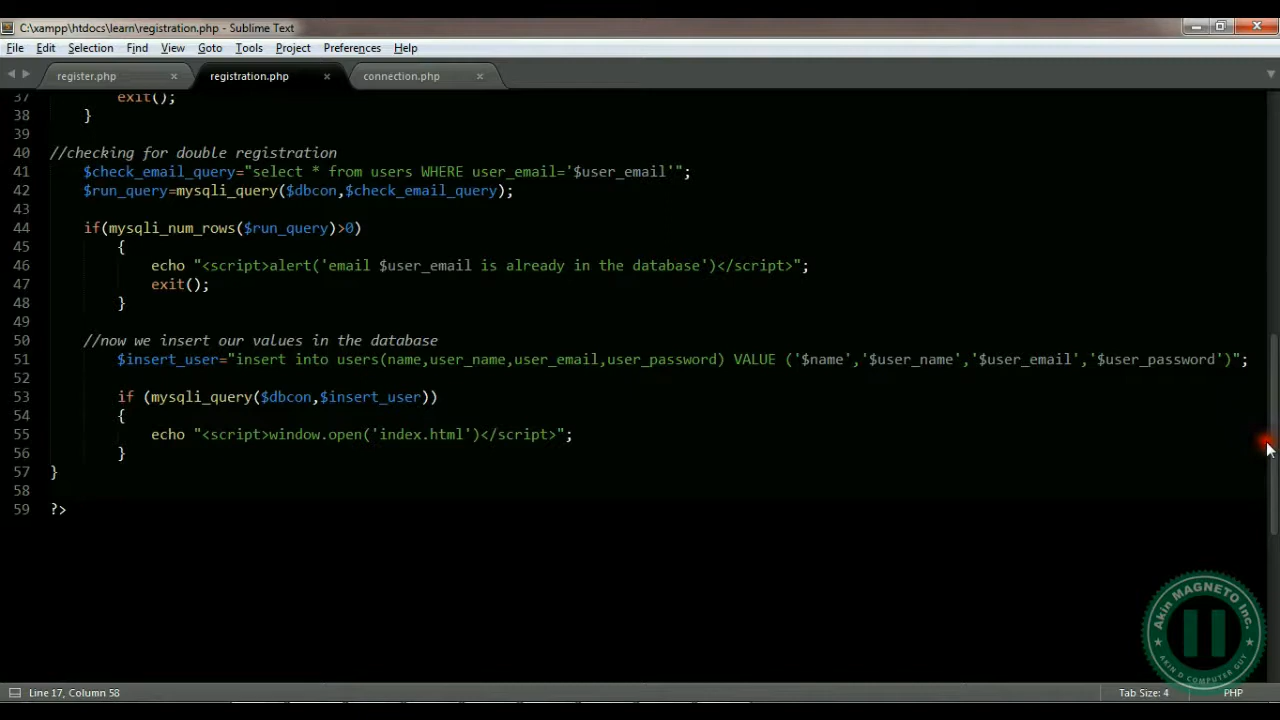 C:\xampp\htdocs\learn\registration.php - Sublime Text
File Edit Selection Find View Goto Tools Project Preferences Help
register.php × registration.php × connection.php ×
37 exit();
38 }
39
40 //checking for double registration
41 $check_email_query="select * from users WHERE user_email='$user_email'";
42 $run_query=mysqli_query($dbcon,$check_email_query);
43
44 if(mysqli_num_rows($run_query)>0)
45 {
46 echo "<script>alert('email $user_email is already in the database')</script>";
47 exit();
48 }
49
50 //now we insert our values in the database
51 $insert_user="insert into users(name,user_name,user_email,user_password) VALUE ('$name','$user_name','$user_email','$user_password')";
52
53 if (mysqli_query($dbcon,$insert_user))
54 {
55 echo "<script>window.open('index.html')</script>";
56 }
57 }
58
59 ?>
Akin MAGNETO Inc.
AKIN D COMPUTER GUY
Line 17, Column 58 Tab Size: 4 PHP